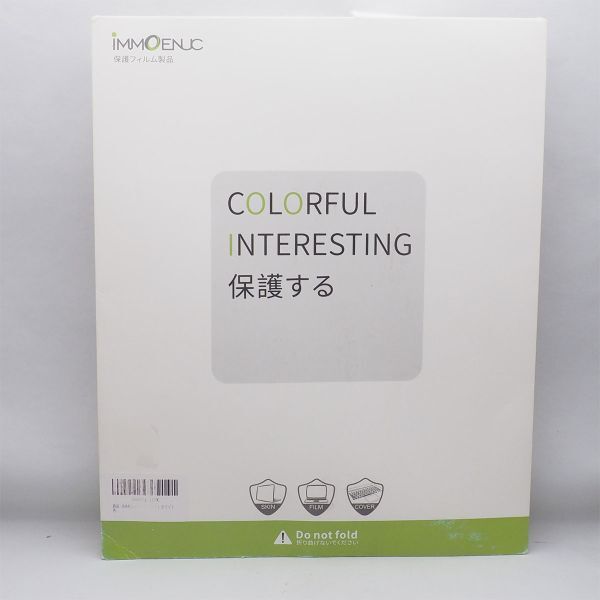 iMMOENUC
保護フィルム製品
COLORFUL
INTERESTING
保護する
SKIN
FILM
COVER
Do not fold
折り曲げないでください